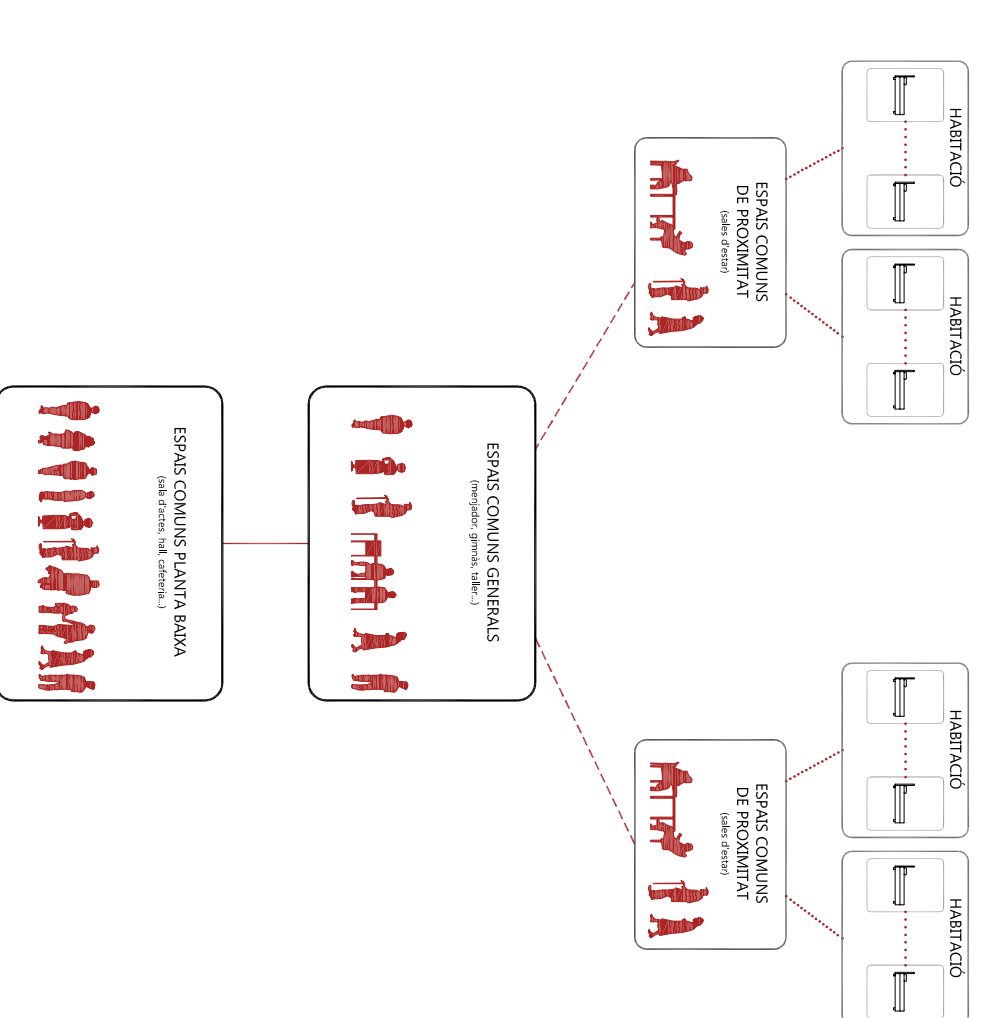 HABITACIÓ
HABITACIÓ
HABITACIÓ
HABITACIÓ
ESPAIS COMUNS
DE PROXIMITAT
(sales d'estar)
ESPAIS COMUNS
DE PROXIMITAT
(sales d'estar)
ESPAIS COMUNS GENERALS
(menjador, gimnàs, taller...)
ESPAIS COMUNS PLANTA BAIXA
(sala d'actes, hall, cafeteria...)